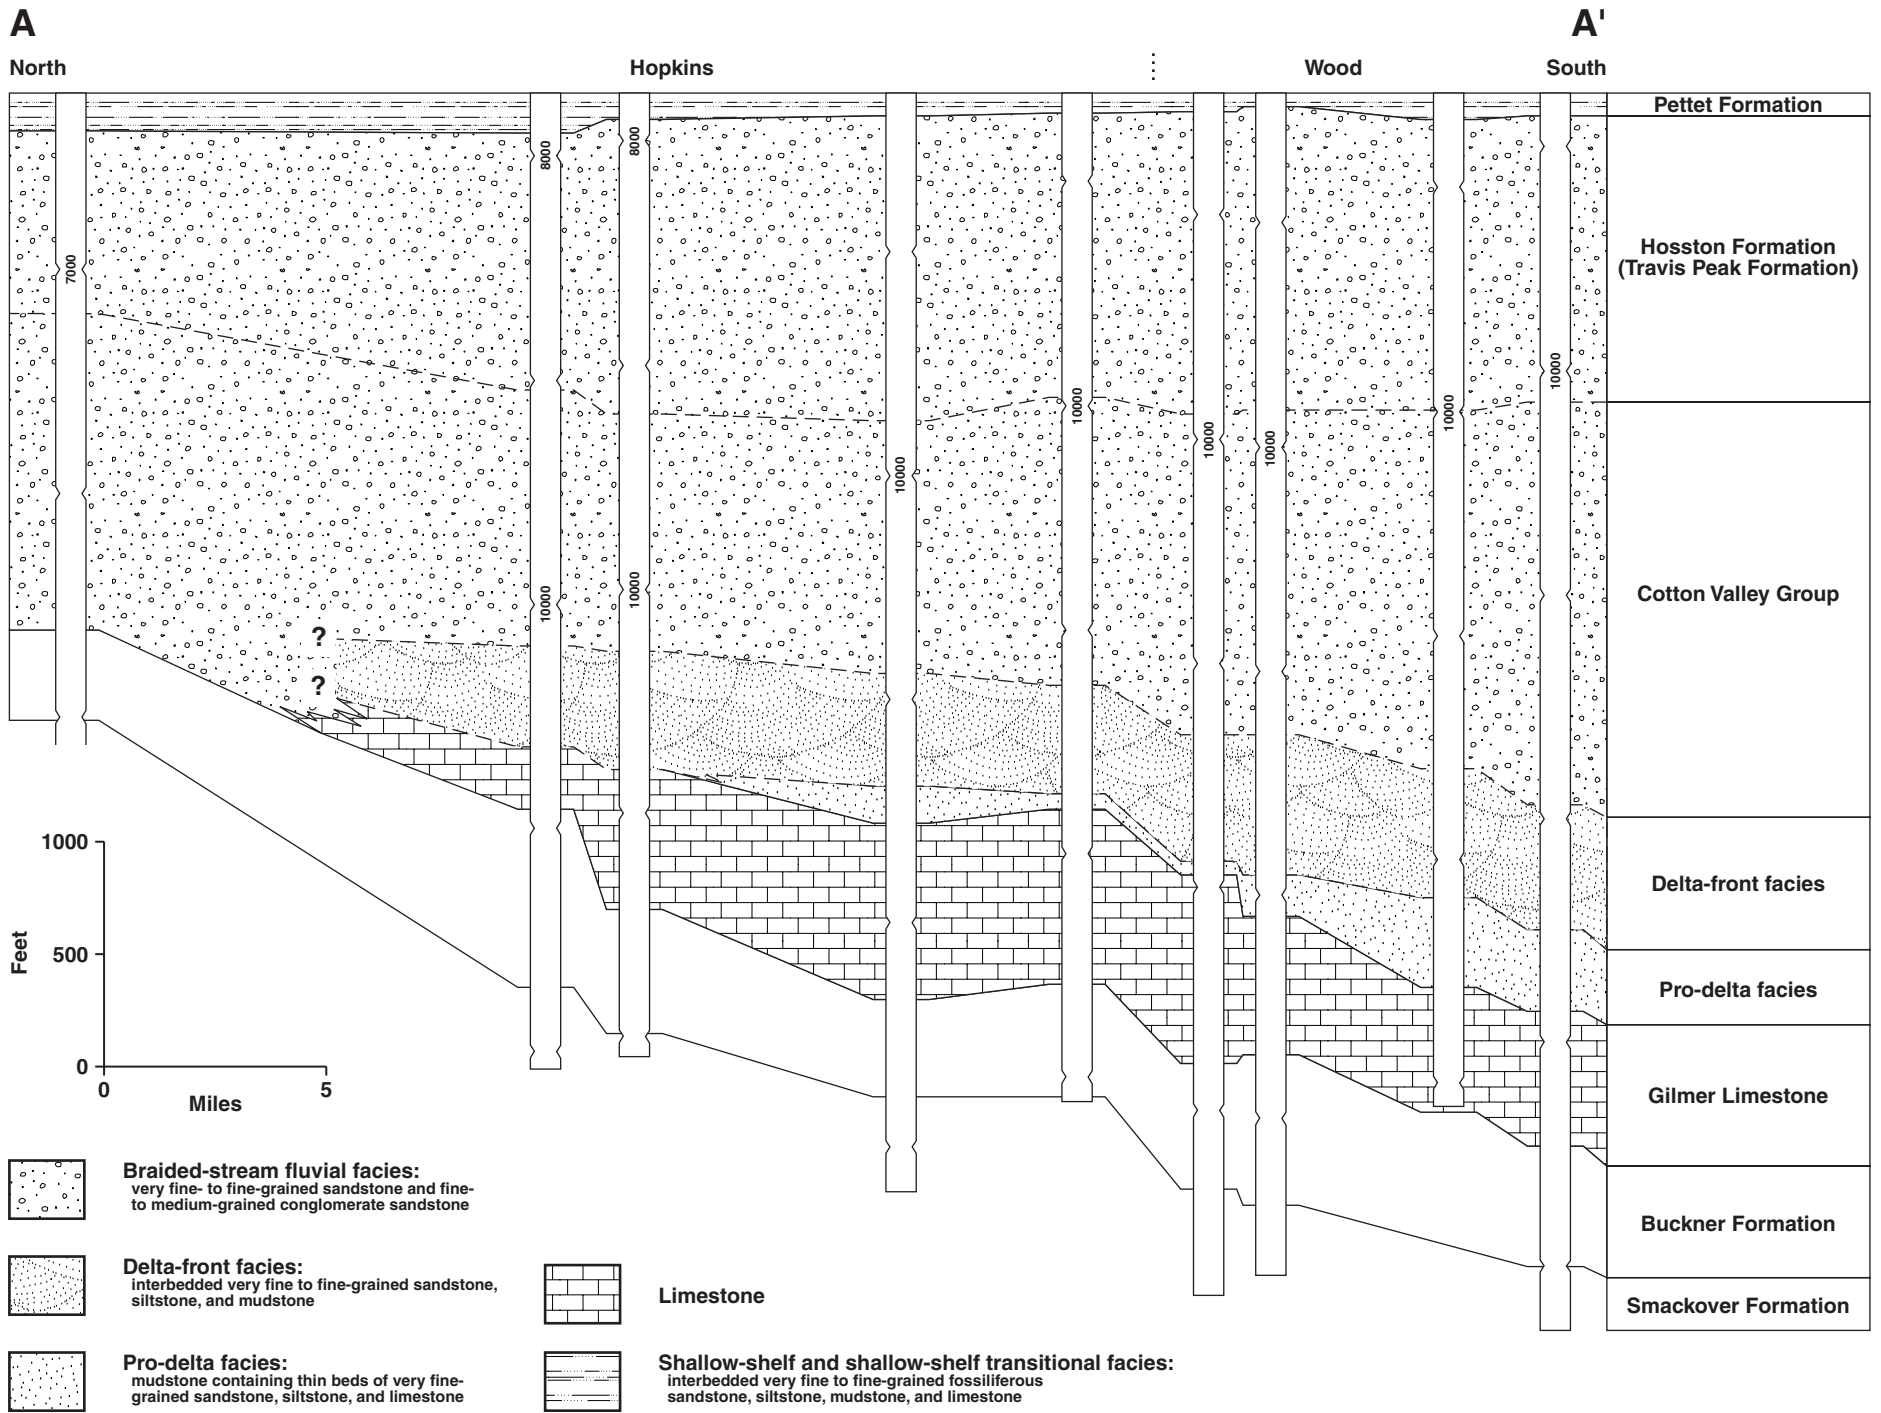 A
A'
North
Hopkins
Wood
South
Pettet Formation
Hosston Formation
(Travis Peak Formation)
Cotton Valley Group
Delta-front facies
Pro-delta facies
Gilmer Limestone
Buckner Formation
Smackover Formation
7000
8000
10000
8000
10000
10000
10000
10000
10000
10000
10000
?
?
1000
500
0
Feet
0
5
Miles
Braided-stream fluvial facies:
very fine- to fine-grained sandstone and fine-
to medium-grained conglomerate sandstone
Delta-front facies:
interbedded very fine to fine-grained sandstone,
siltstone, and mudstone
Pro-delta facies:
mudstone containing thin beds of very fine-
grained sandstone, siltstone, and limestone
Limestone
Shallow-shelf and shallow-shelf transitional facies:
interbedded very fine to fine-grained fossiliferous
sandstone, siltstone, mudstone, and limestone